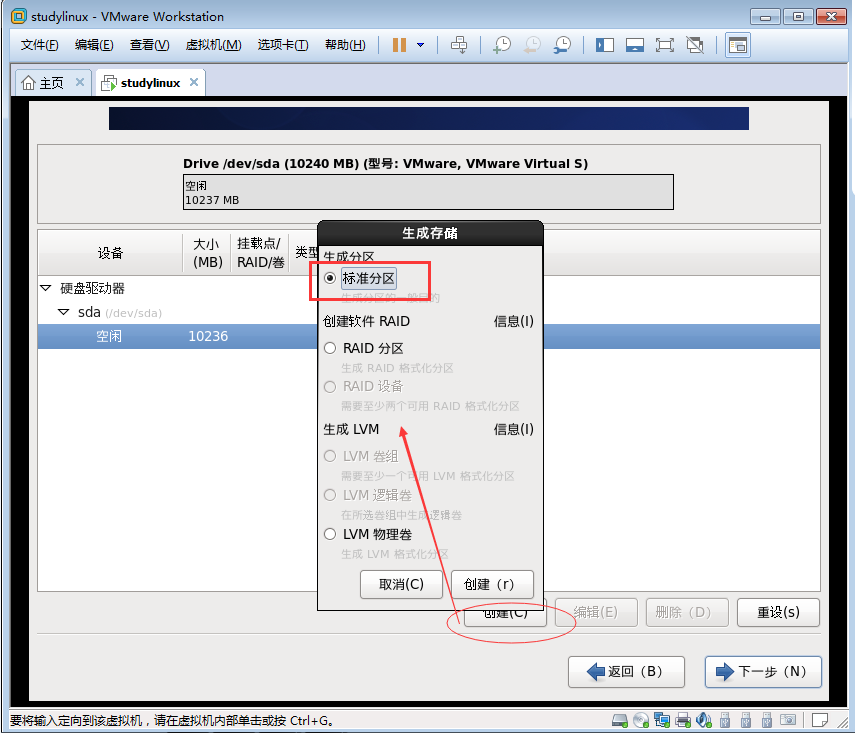 studylinux - VMware Workstation
文件(F) 编辑(E) 查看(V) 虚拟机(M) 选项卡(T) 帮助(H)
主页 studylinux
Drive /dev/sda (10240 MB) (型号: VMware, VMware Virtual S)
空闲
10237 MB
设备 大小 (MB) 挂载点/ RAID/卷 类型
硬盘驱动器
sda (/dev/sda)
空闲 10236
生成存储
生成分区
标准分区
生成分区的一般目的
创建软件 RAID 信息(I)
RAID 分区
生成 RAID 格式化分区
RAID 设备
需要至少两个可用 RAID 格式化分区
生成 LVM 信息(I)
LVM 卷组
需要至少一个可用 LVM 格式化分区
LVM 逻辑卷
在所选卷组中生成逻辑卷
LVM 物理卷
生成 LVM 格式化分区
取消(C) 创建（r）
创建(C) 编辑(E) 删除（D） 重设(s)
返回（B） 下一步（N）
要将输入定向到该虚拟机，请在虚拟机内部单击或按 Ctrl+G。